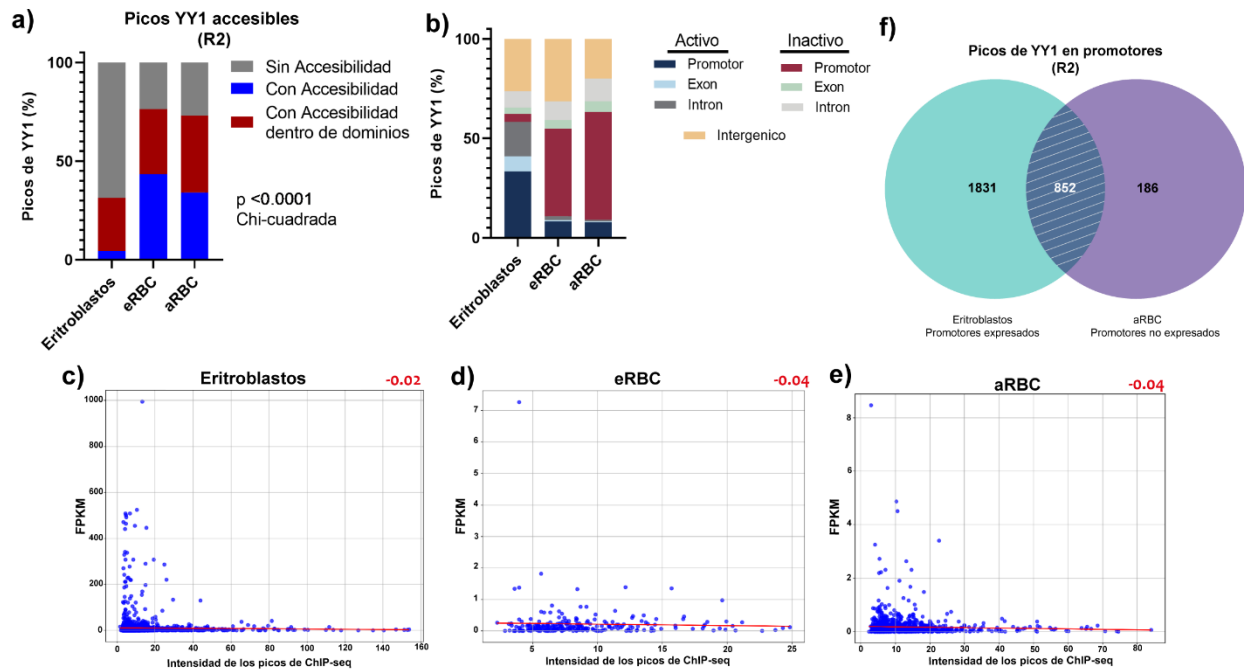 a)
Picos YY1 accesibles
(R2)
Picos de YY1 (%)
100
50
0
Eritroblastos
eRBC
aRBC
Sin Accesibilidad
Con Accesibilidad
Con Accesibilidad
dentro de dominios
p <0.0001
Chi-cuadrada
b)
Picos de YY1 (%)
100
50
0
Eritroblastos
eRBC
aRBC
Activo
Promotor
Exon
Intron
Inactivo
Promotor
Exon
Intron
Intergenico
f)
Picos de YY1 en promotores
(R2)
1831
852
186
Eritroblastos
Promotores expresados
aRBC
Promotores no expresados
c)
Eritroblastos
-0.02
FPKM
1000
800
600
400
200
0
0 20 40 60 80 100 120 140 160
Intensidad de los picos de ChIP-seq
d)
eRBC
-0.04
FPKM
7
6
5
4
3
2
1
0
5 10 15 20 25
Intensidad de los picos de ChIP-seq
e)
aRBC
-0.04
FPKM
8
6
4
2
0
0 10 20 30 40 50 60 70 80
Intensidad de los picos de ChIP-seq